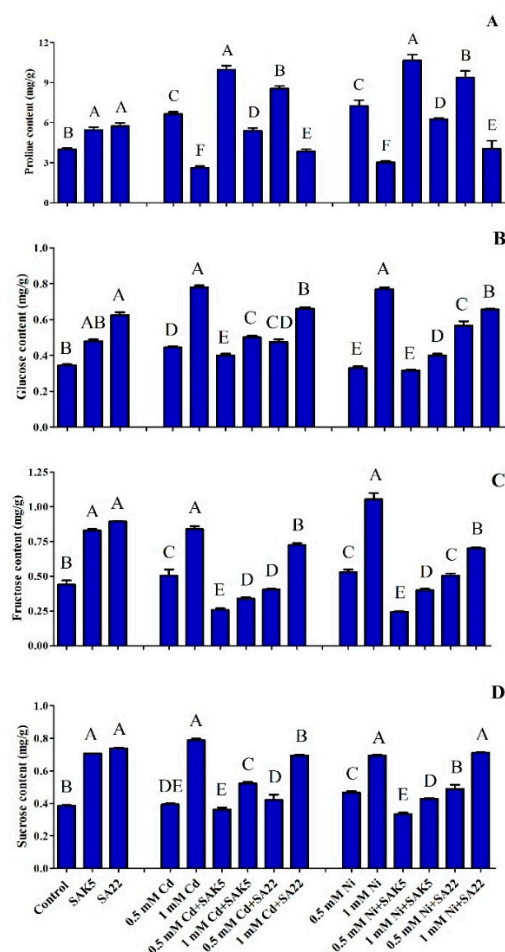 A
Proline content (mg/g)
12
9
6
3
0
B A A C F A D B E C F A D B E
B
Glucose content (mg/g)
1.0
0.8
0.6
0.4
0.2
0.0
B AB A D A E C CD B E A E D C B
C
Fructose content (mg/g)
1.25
1.00
0.75
0.50
0.25
0.00
B A A C A E D D B C A E D C B
D
Sucrose content (mg/g)
1.0
0.8
0.6
0.4
0.2
0.0
B A A DE A E C D B C A E D B A
Control
SAK5
SA22
0.5 mM Cd
1 mM Cd
0.5 mM Cd+SAK5
1 mM Cd+SAK5
0.5 mM Cd+SA22
1 mM Cd+SA22
0.5 mM Ni
1 mM Ni
0.5 mM Ni+SAK5
1 mM Ni+SAK5
0.5 mM Ni+SA22
1 mM Ni+SA22